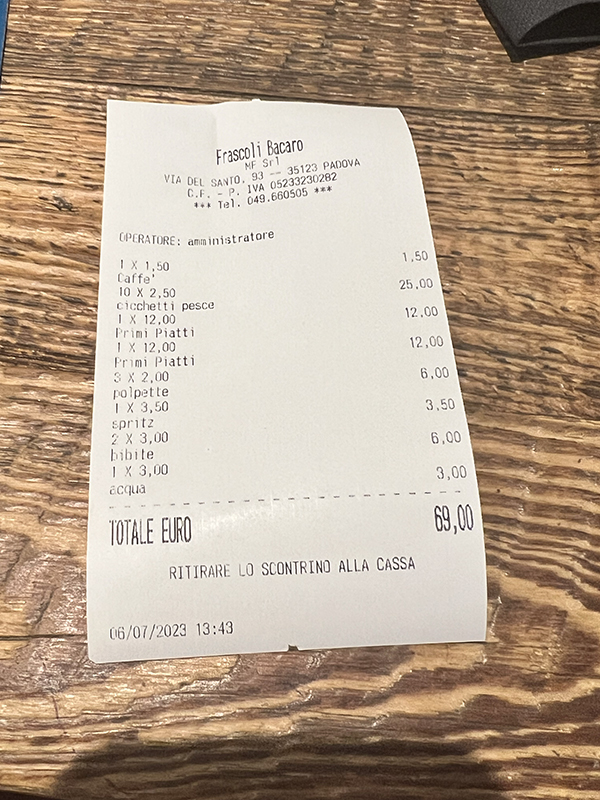 Frascoli Bacaro
MF Srl
VIA DEL SANTO, 93 -- 35123 PADOVA
C.F. - P. IVA 05233230282
*** Tel. 049.660505 ***
OPERATORE: amministratore
1 X 1,50 1,50
Caffe'
10 X 2,50 25,00
cicchetti pesce
1 X 12,00 12,00
Primi Piatti
1 X 12,00 12,00
Primi Piatti
3 X 2,00 6,00
polpette
1 X 3,50 3,50
spritz
2 X 3,00 6,00
bibite
1 X 3,00 3,00
acqua
TOTALE EURO 69,00
RITIRARE LO SCONTRINO ALLA CASSA
06/07/2023 13:43